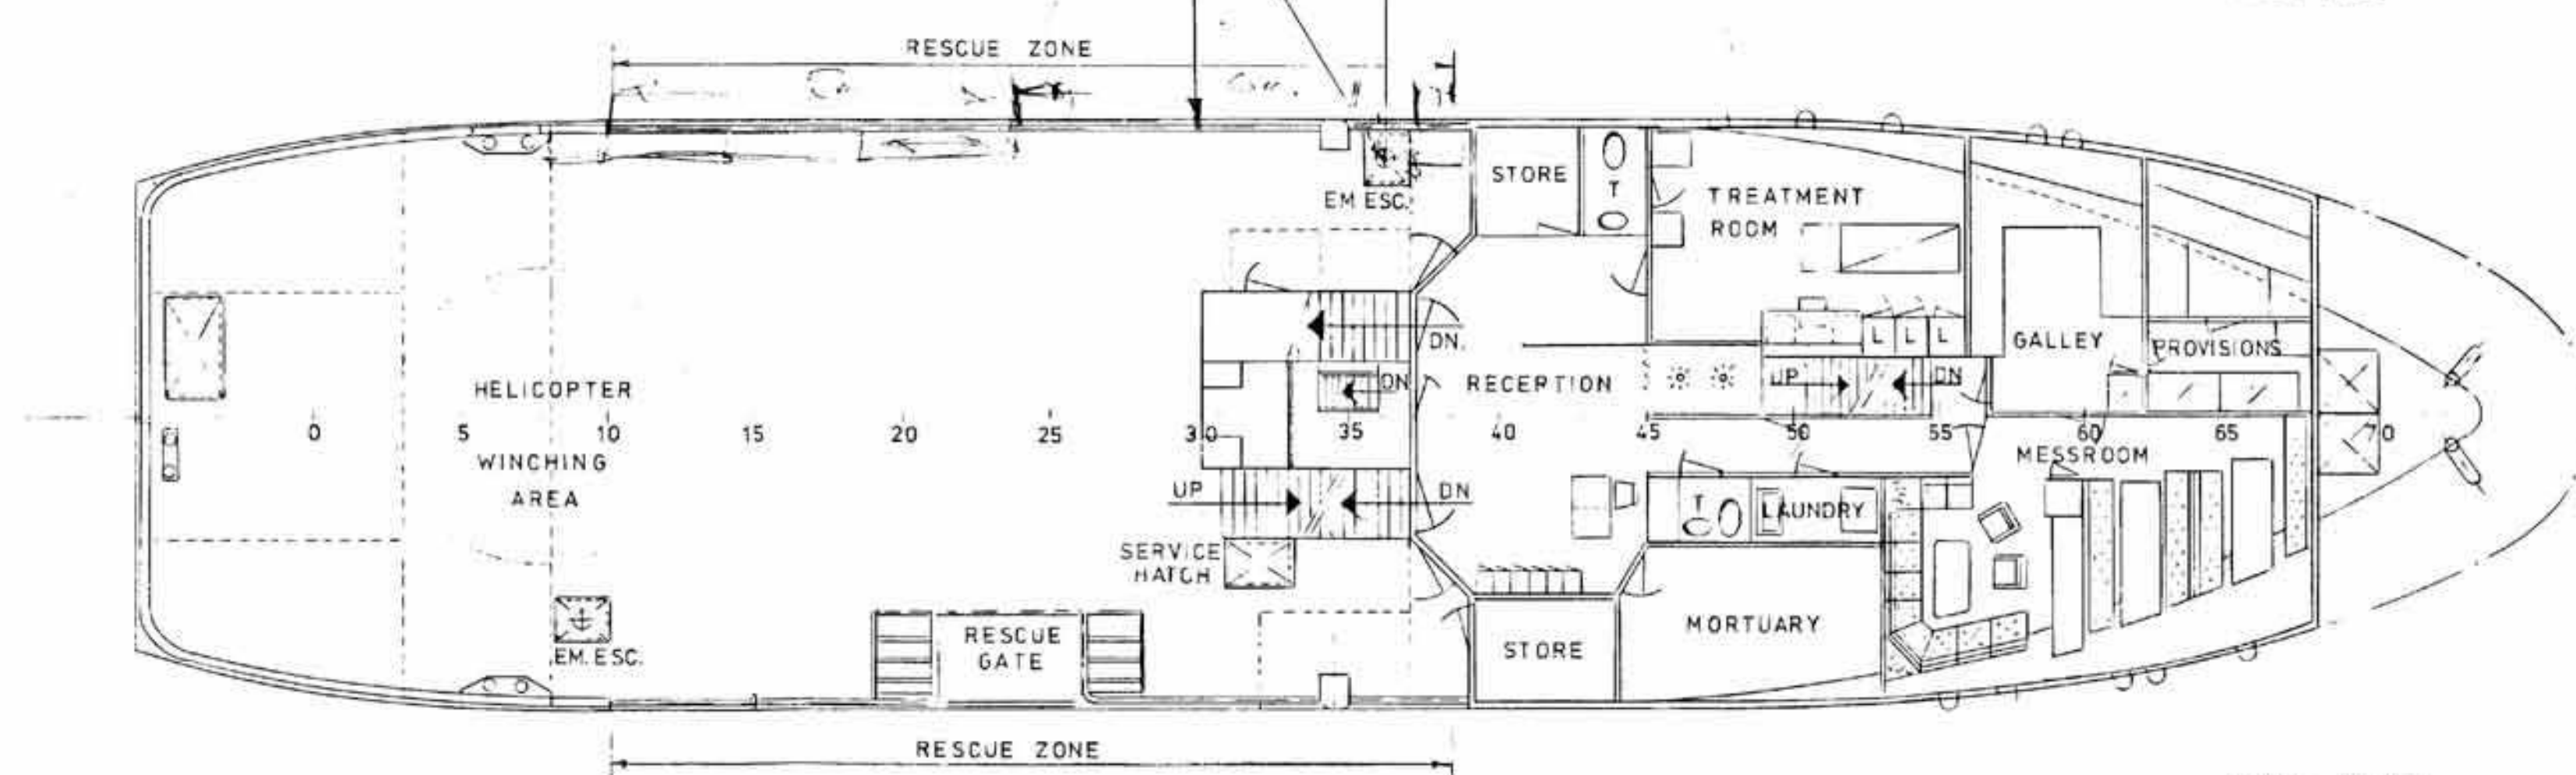 RESCUE ZONE
EM ESC.
STORE
T
TREATMENT
ROOM
L L L
GALLEY
PROVISIONS
DN.
DN
RECEPTION
UP
DN
HELICOPTER
WINCHING
AREA
0 5 10 15 20 25 30 35 40 45 50 55 60 65 70
MESSROOM
UP
DN
SERVICE
HATCH
T
LAUNDRY
EM. ESC.
RESCUE
GATE
STORE
MORTUARY
RESCUE ZONE